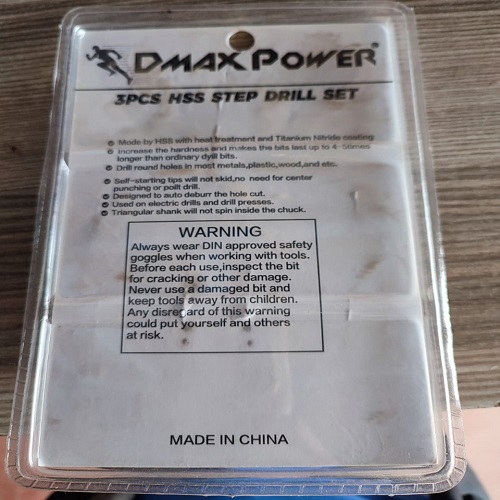 DMAXPOWER®
3PCS HSS STEP DRILL SET
Made by HSS with heat treatment and Titanium Nitride coating
Increase the hardness and makes the bits last up to 4-5times
longer than ordinary dyill bits.
Drill round holes in most metals,plastic,wood,and etc.
Self-starting tips will not skid,no need for center
punching or poilt drill.
Designed to auto deburr the hole cut.
Used on electric drills and drill presses.
Triangular shank will not spin inside the chuck.
WARNING
Always wear DIN approved safety
goggles when working with tools.
Before each use,inspect the bit
for cracking or other damage.
Never use a damaged bit and
keep tools away from children.
Any disregard of this warning
could put yourself and others
at risk.
MADE IN CHINA